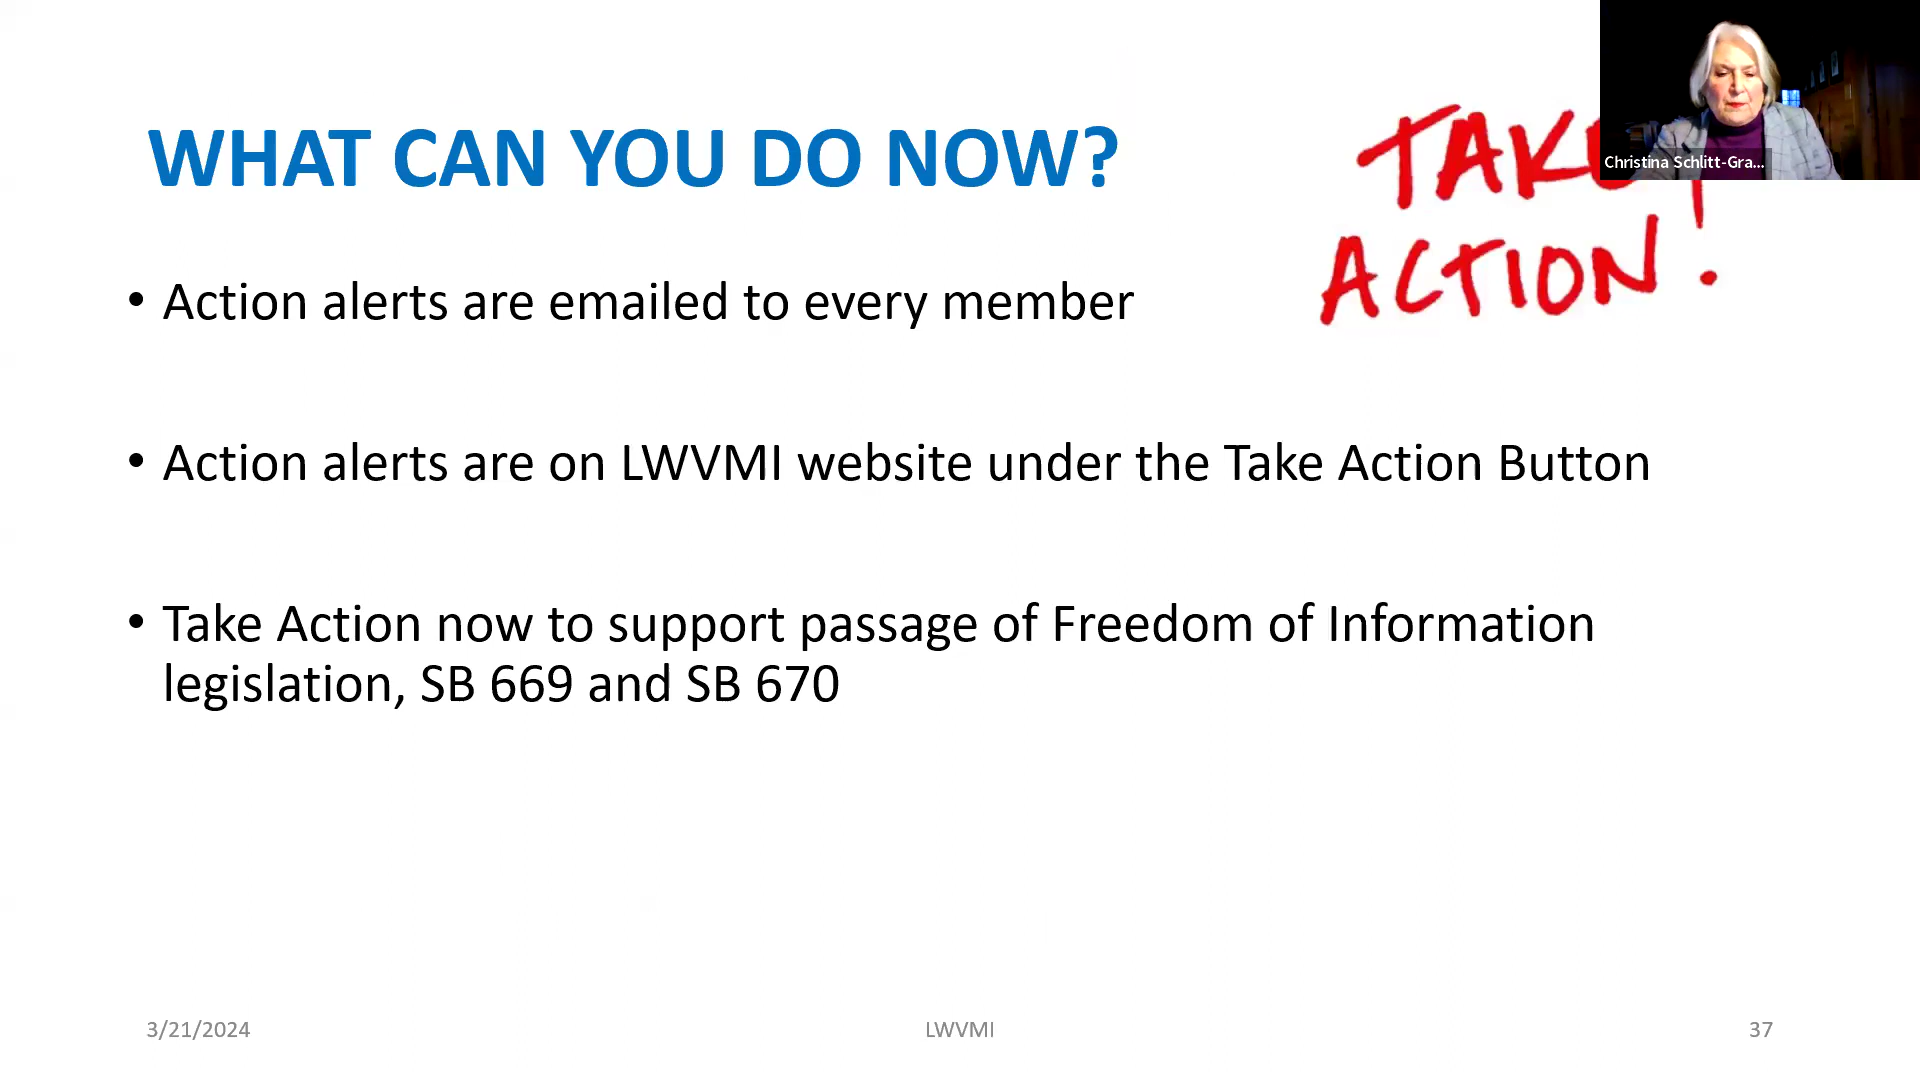 WHAT CAN YOU DO NOW?
TAKE
ACTION!
Christina Schlitt-Gra...
• Action alerts are emailed to every member
• Action alerts are on LWVMI website under the Take Action Button
• Take Action now to support passage of Freedom of Information
legislation, SB 669 and SB 670
3/21/2024
LWVMI
37